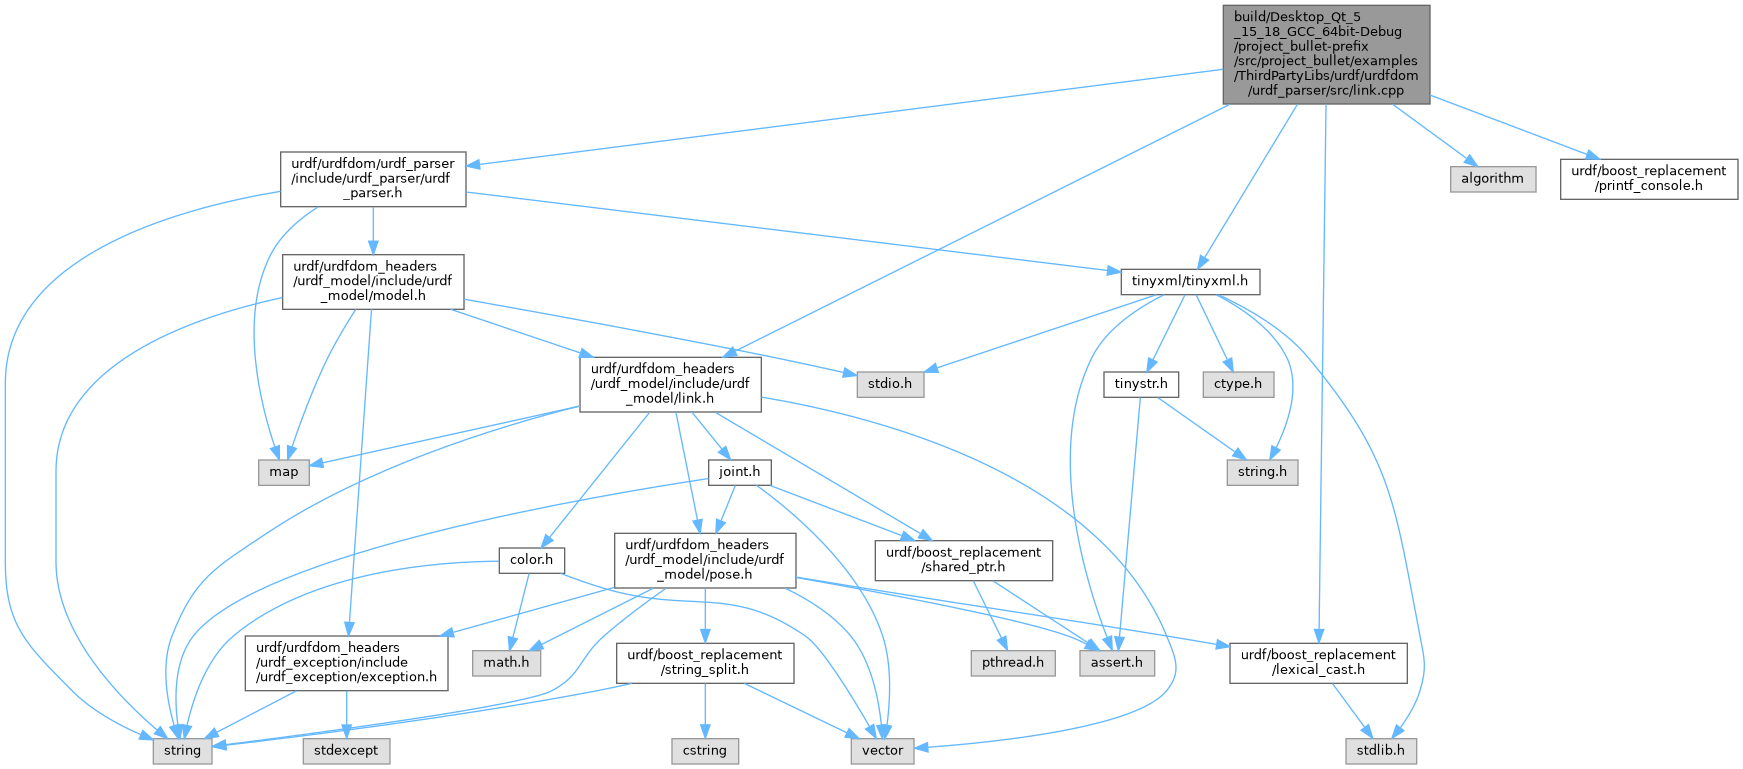 build/Desktop_Qt_5
_15_18_GCC_64bit-Debug
/project_bullet-prefix
/src/project_bullet/examples
/ThirdPartyLibs/urdf/urdfdom
/urdf_parser/src/link.cpp
urdf/urdfdom/urdf_parser
/include/urdf_parser/urdf
_parser.h
algorithm
urdf/boost_replacement
/printf_console.h
urdf/urdfdom_headers
/urdf_model/include/urdf
_model/model.h
tinyxml/tinyxml.h
urdf/urdfdom_headers
/urdf_model/include/urdf
_model/link.h
stdio.h
tinystr.h
ctype.h
map
joint.h
string.h
color.h
urdf/urdfdom_headers
/urdf_model/include/urdf
_model/pose.h
urdf/boost_replacement
/shared_ptr.h
urdf/urdfdom_headers
/urdf_exception/include
/urdf_exception/exception.h
math.h
urdf/boost_replacement
/string_split.h
pthread.h
assert.h
urdf/boost_replacement
/lexical_cast.h
string
stdexcept
cstring
vector
stdlib.h